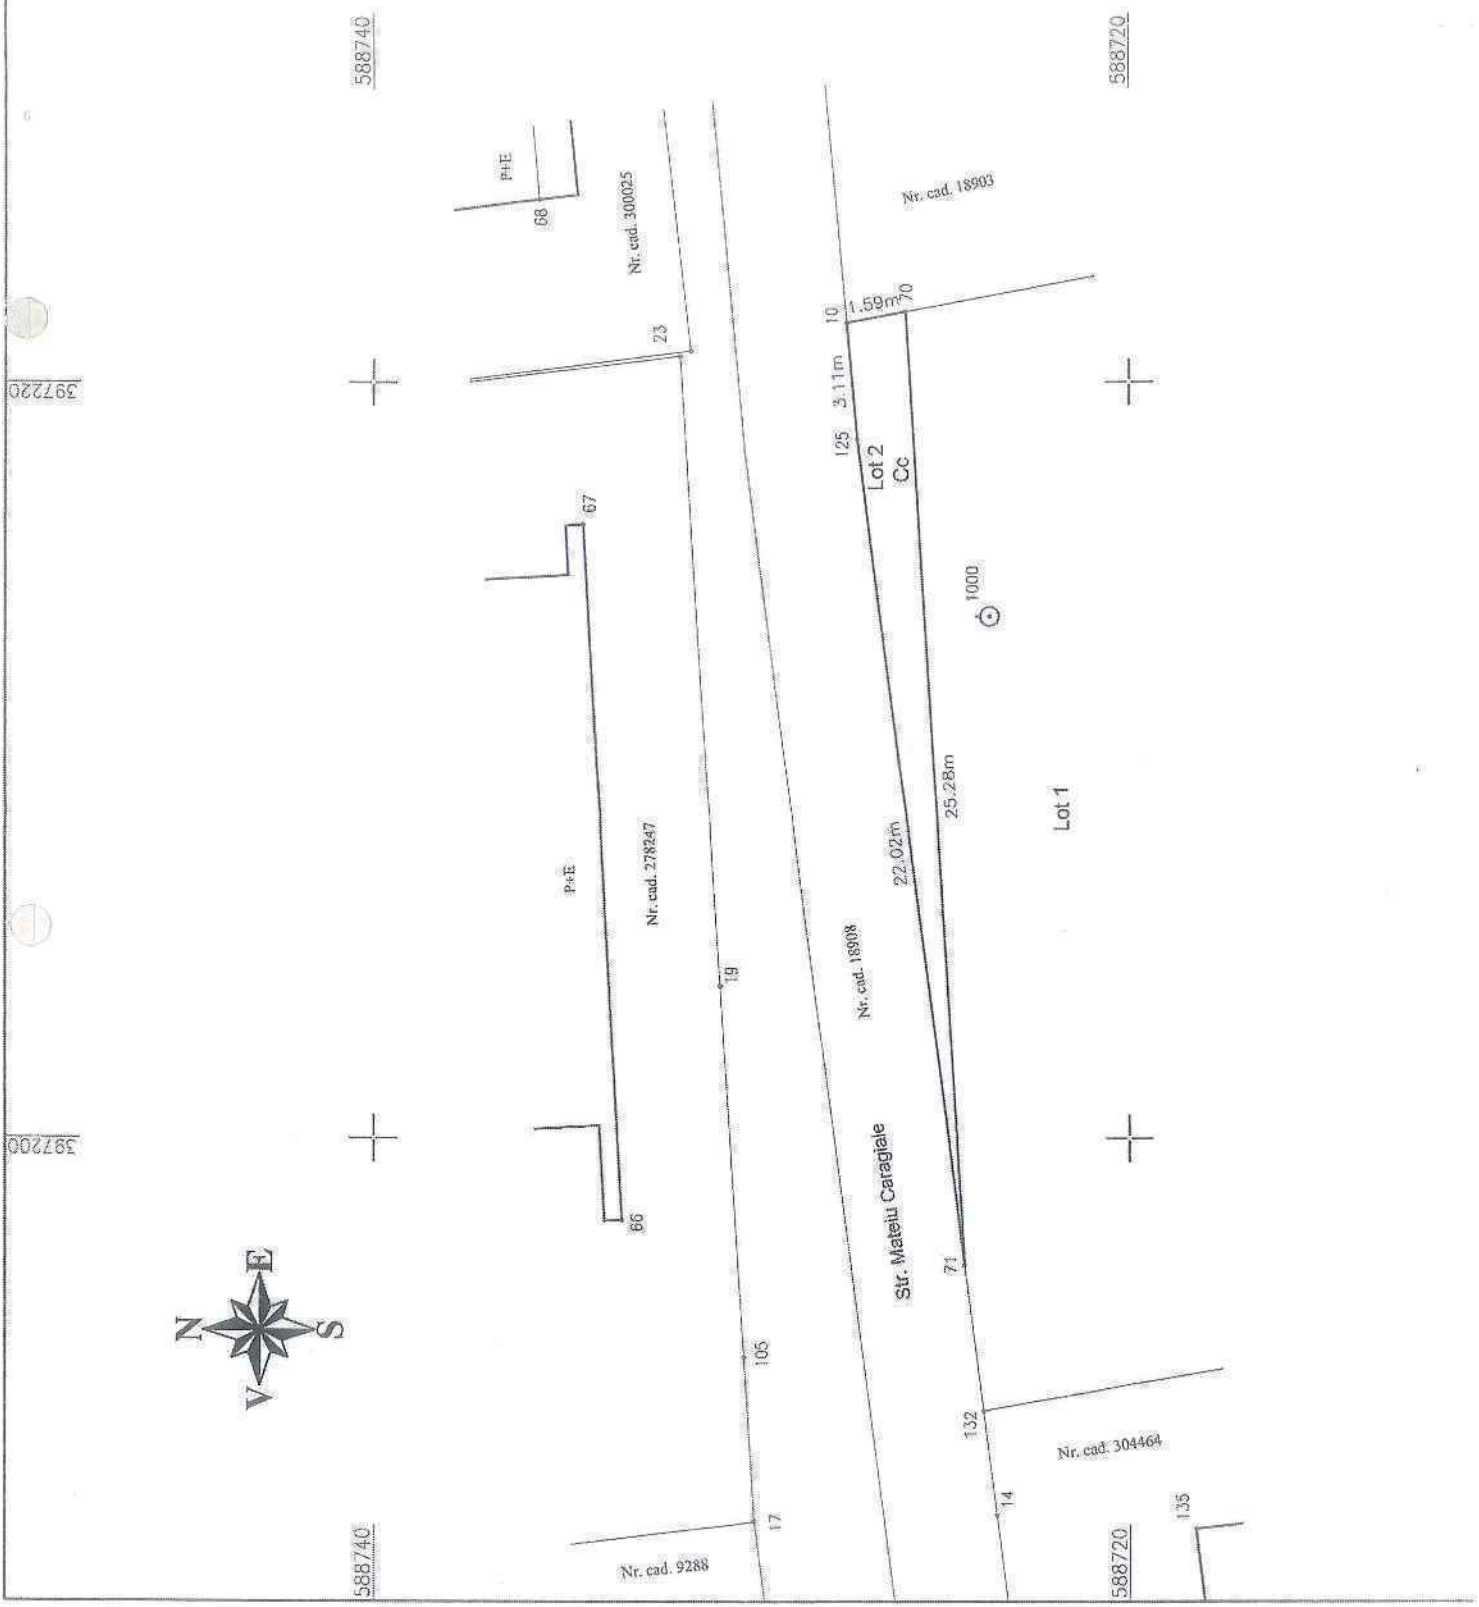 588740
588720
397220
397200
588740
588720
N
E
S
V
P+E
68
Nr. cad. 300025
23
Nr. cad. 18903
10
1.59m
70
3.11m
125
Lot 2
Cc
67
1000
P+E
Nr. cad. 278247
25.28m
22.02m
Lot 1
19
Nr. cad. 18908
Str. Mateiu Caragiale
66
71
105
132
Nr. cad. 304464
14
17
135
Nr. cad. 9288